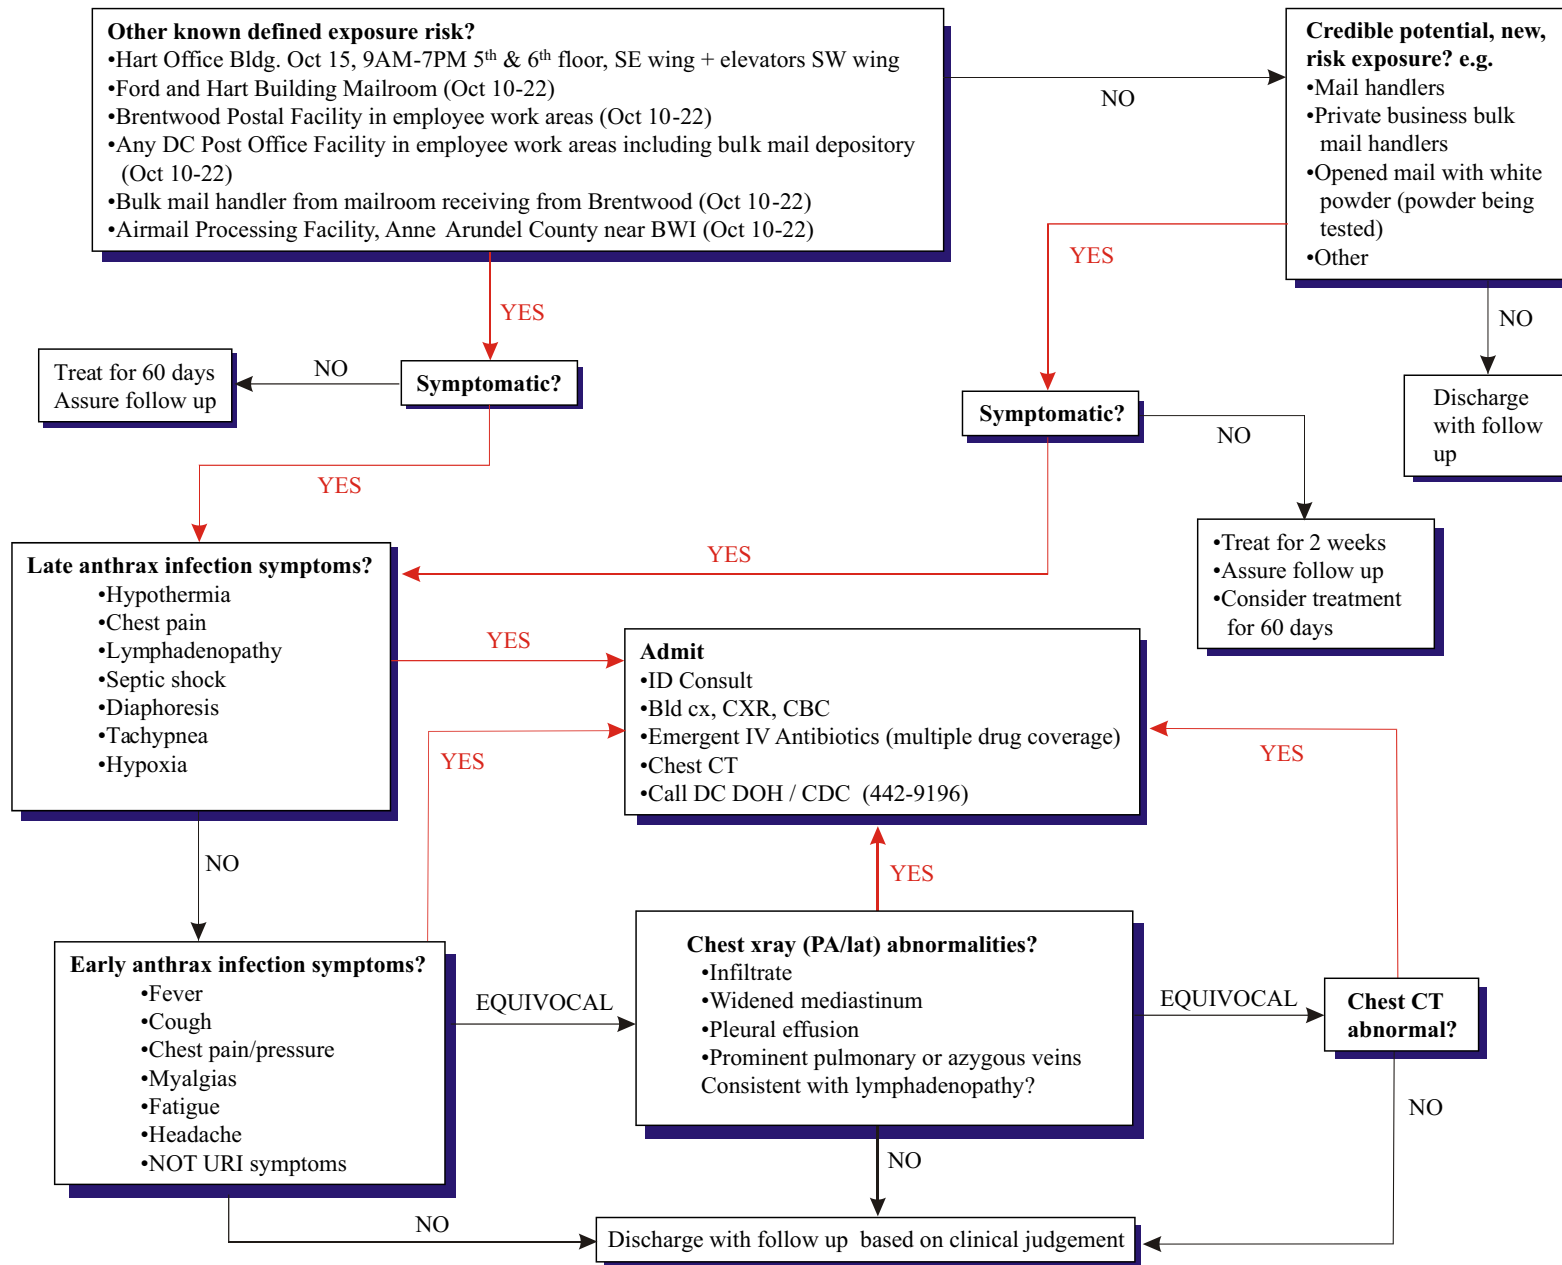 Other known defined exposure risk?
•Hart Office Bldg. Oct 15, 9AM-7PM 5th & 6th floor, SE wing + elevators SW wing
•Ford and Hart Building Mailroom (Oct 10-22)
•Brentwood Postal Facility in employee work areas (Oct 10-22)
•Any DC Post Office Facility in employee work areas including bulk mail depository
(Oct 10-22)
•Bulk mail handler from mailroom receiving from Brentwood (Oct 10-22)
•Airmail Processing Facility, Anne Arundel County near BWI (Oct 10-22)
NO
Credible potential, new,
risk exposure? e.g.
•Mail handlers
•Private business bulk
mail handlers
•Opened mail with white
powder (powder being
tested)
•Other
YES
YES
NO
Treat for 60 days
Assure follow up
NO
Symptomatic?
Symptomatic?
NO
Discharge
with follow
up
YES
YES
•Treat for 2 weeks
•Assure follow up
•Consider treatment
for 60 days
Late anthrax infection symptoms?
•Hypothermia
•Chest pain
•Lymphadenopathy
•Septic shock
•Diaphoresis
•Tachypnea
•Hypoxia
YES
YES
Admit
•ID Consult
•Bld cx, CXR, CBC
•Emergent IV Antibiotics (multiple drug coverage)
•Chest CT
•Call DC DOH / CDC (442-9196)
YES
NO
YES
Early anthrax infection symptoms?
•Fever
•Cough
•Chest pain/pressure
•Myalgias
•Fatigue
•Headache
•NOT URI symptoms
EQUIVOCAL
Chest xray (PA/lat) abnormalities?
•Infiltrate
•Widened mediastinum
•Pleural effusion
•Prominent pulmonary or azygous veins
Consistent with lymphadenopathy?
EQUIVOCAL
Chest CT
abnormal?
NO
NO
NO
Discharge with follow up based on clinical judgement